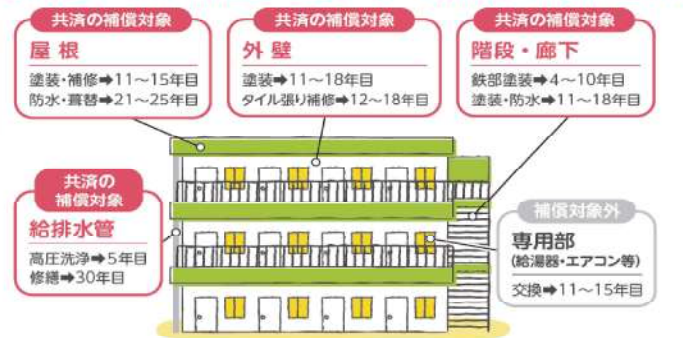 共済の補償対象
屋根
塗装・補修➡11～15年目
防水・葺替➡21～25年目
共済の補償対象
外壁
塗装➡11～18年目
タイル張り補修➡12～18年目
共済の補償対象
階段・廊下
鉄部塗装➡4～10年目
塗装・防水➡11～18年目
共済の
補償対象
給排水管
高圧洗浄➡5年目
修繕➡30年目
補償対象外
専用部
(給湯器・エアコン等)
交換➡11～15年目